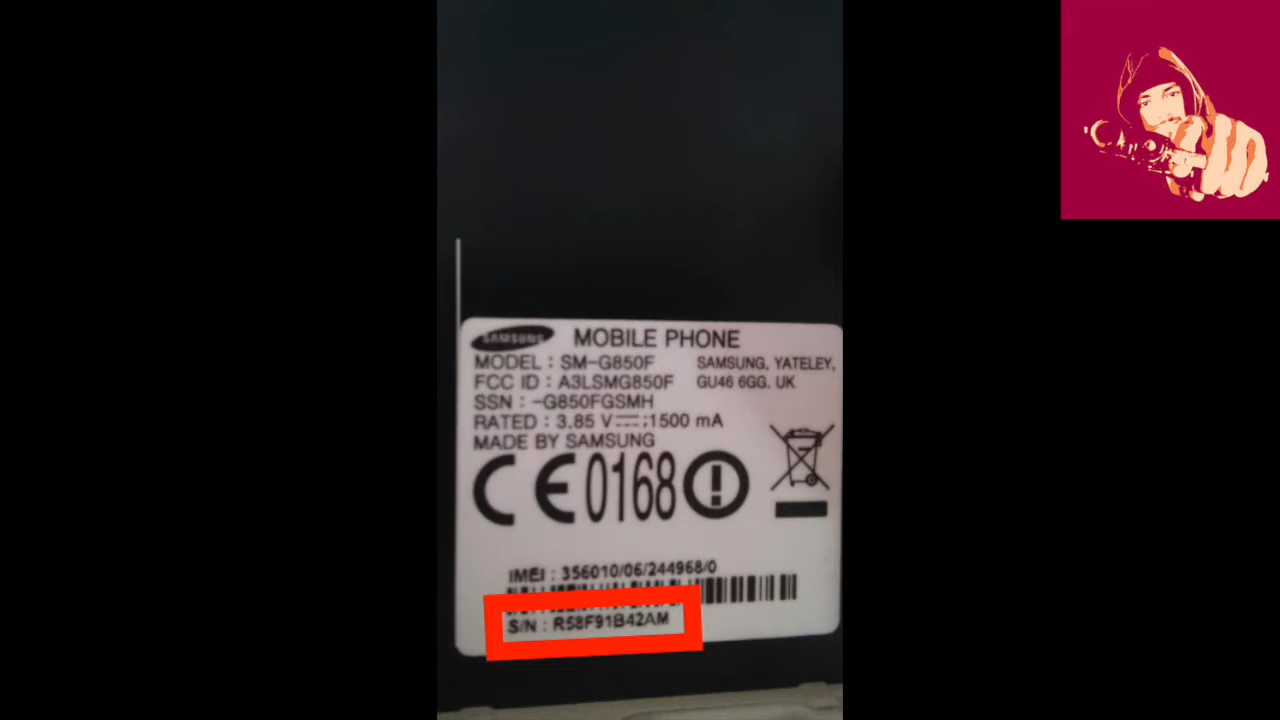 SAMSUNG MOBILE PHONE
MODEL : SM-G850F
FCC ID : A3LSMG850F
SSN : -G850FGSMH
RATED : 3.85 V⎓;1500 mA
MADE BY SAMSUNG
SAMSUNG, YATELEY,
GU46 6GG. UK
CE0168
IMEI : 356010/06/244968/0
S/N : R58F91B42AM